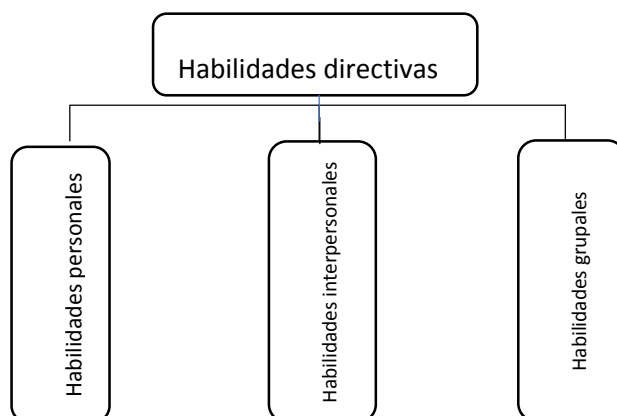 Habilidades directivas
Habilidades personales
Habilidades interpersonales
Habilidades grupales